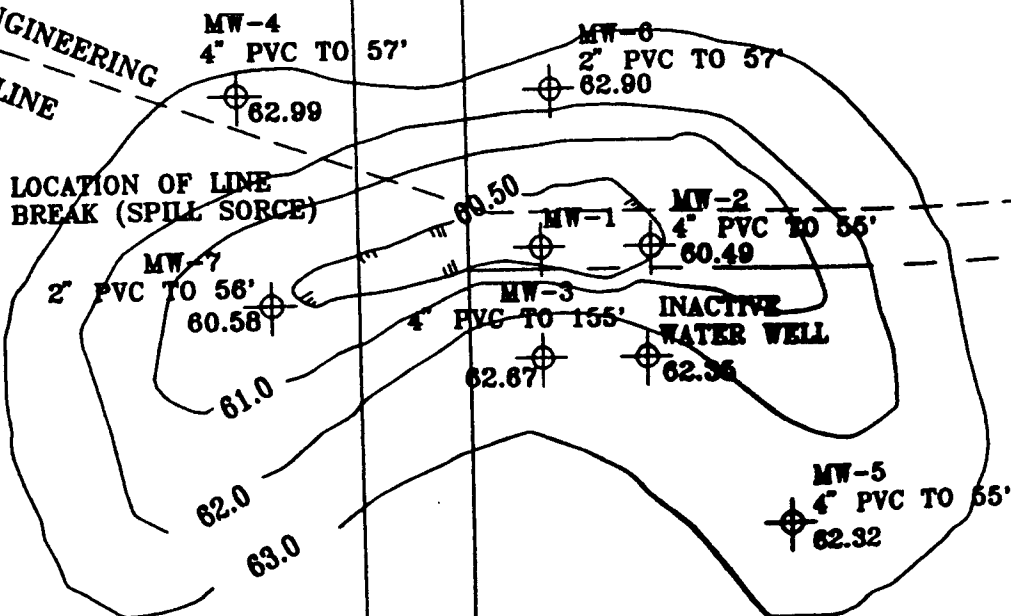 MW-4
4" PVC TO 57'
62.99
MW-6
2" PVC TO 57'
62.90
LINE
LOCATION OF LINE
BREAK (SPILL SORCE)
60.50
MW-1
MW-2
4" PVC TO 55'
60.49
MW-7
2" PVC TO 56'
60.58
MW-3
4" PVC TO 155'
62.67
INACTIVE
WATER WELL
62.36
61.0
62.0
63.0
MW-5
4" PVC TO 55'
62.32